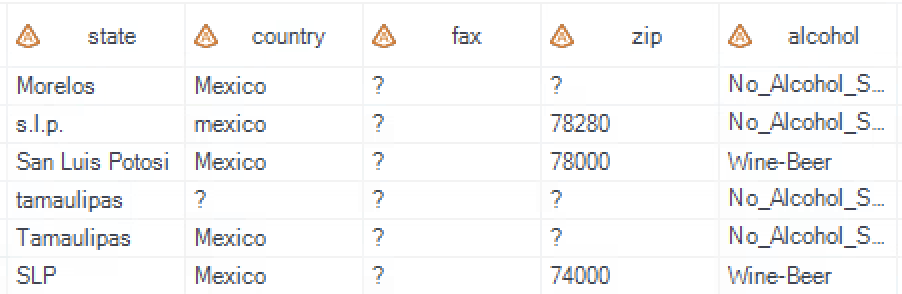 state country fax zip alcohol
Morelos Mexico ? ? No_Alcohol_S...
s.l.p. mexico ? 78280 No_Alcohol_S...
San Luis Potosi Mexico ? 78000 Wine-Beer
tamaulipas ? ? ? No_Alcohol_S...
Tamaulipas Mexico ? ? No_Alcohol_S...
SLP Mexico ? 74000 Wine-Beer